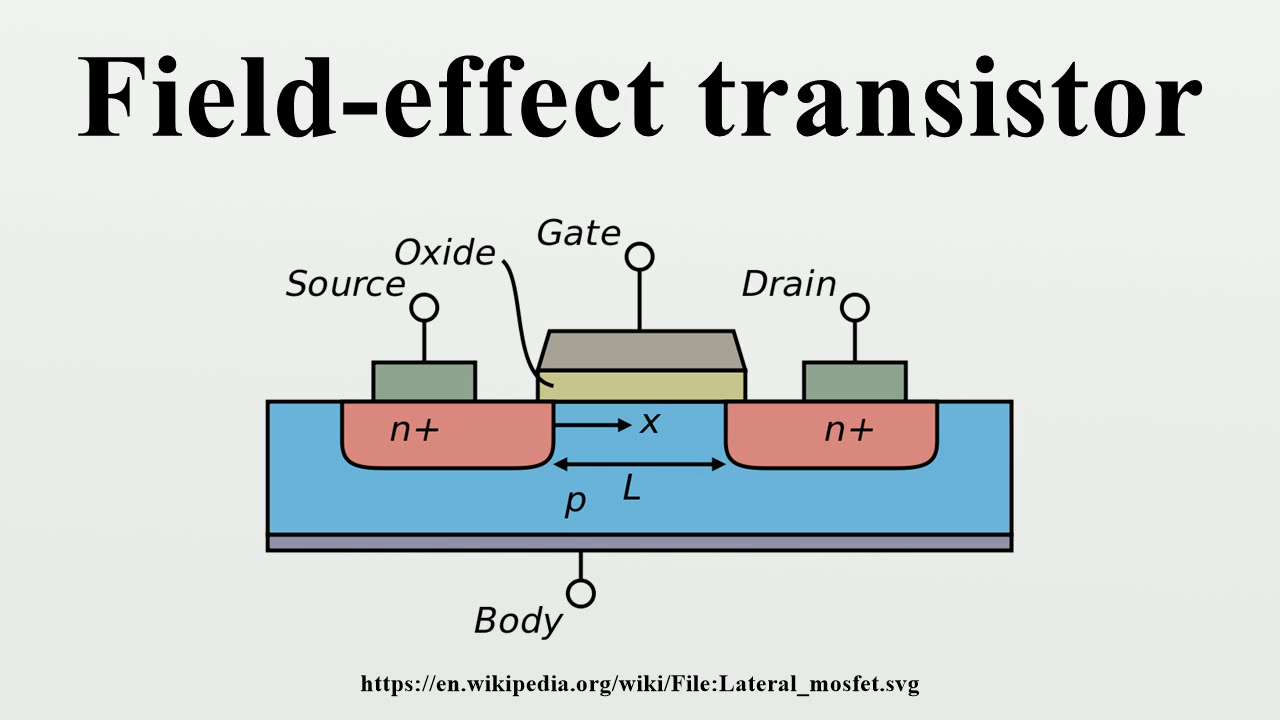 Field-effect transistor
Gate
Oxide
Source
Drain
n+
x
n+
L
p
Body
https://en.wikipedia.org/wiki/File:Lateral_mosfet.svg